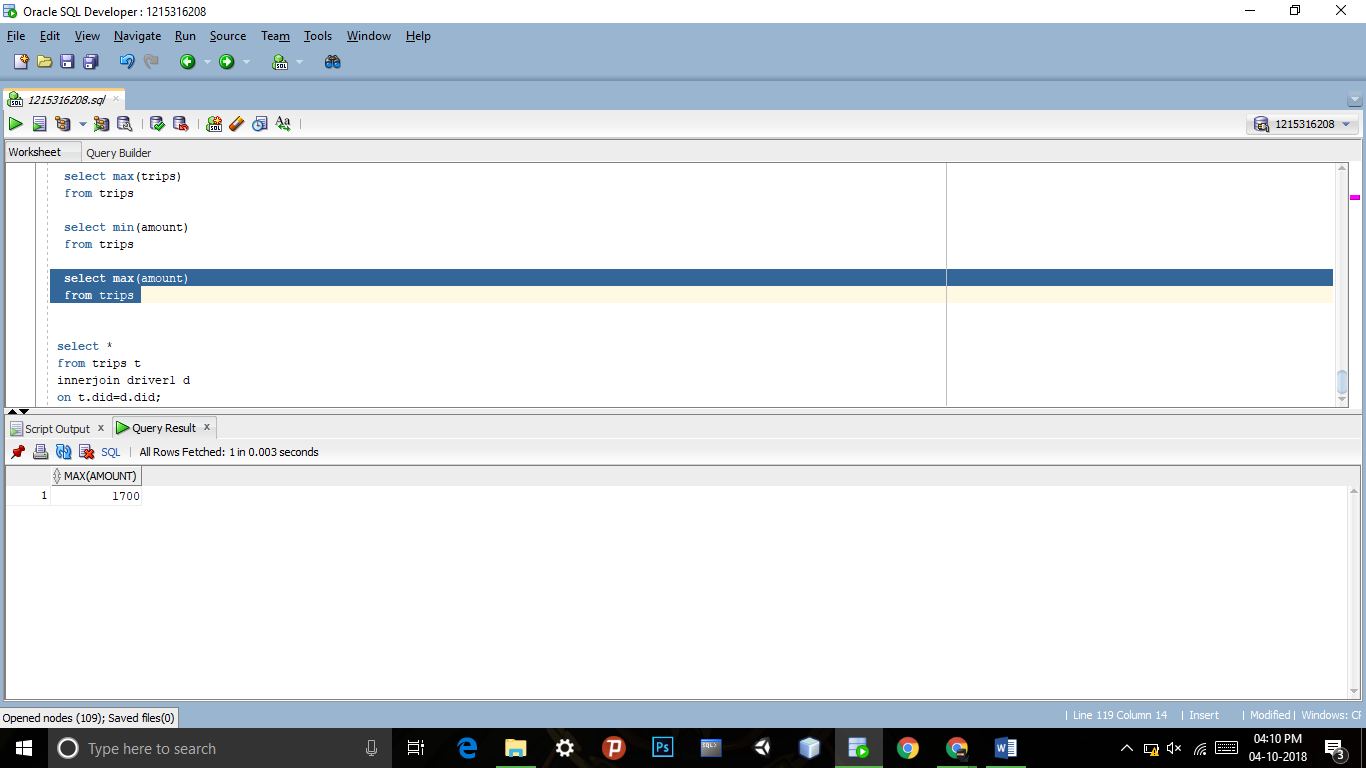 Oracle SQL Developer : 1215316208
File Edit View Navigate Run Source Team Tools Window Help
1215316208.sql
1215316208
Worksheet Query Builder
select max(trips)
from trips
select min(amount)
from trips
select max(amount)
from trips
select *
from trips t
innerjoin driver1 d
on t.did=d.did;
Script Output x Query Result x
SQL | All Rows Fetched: 1 in 0.003 seconds
MAX(AMOUNT)
1 1700
Opened nodes (109); Saved files(0)
| Line 119 Column 14 | Insert | Modified | Windows: CF
Type here to search
Ps
SQL>
04:10 PM
04-10-2018
3